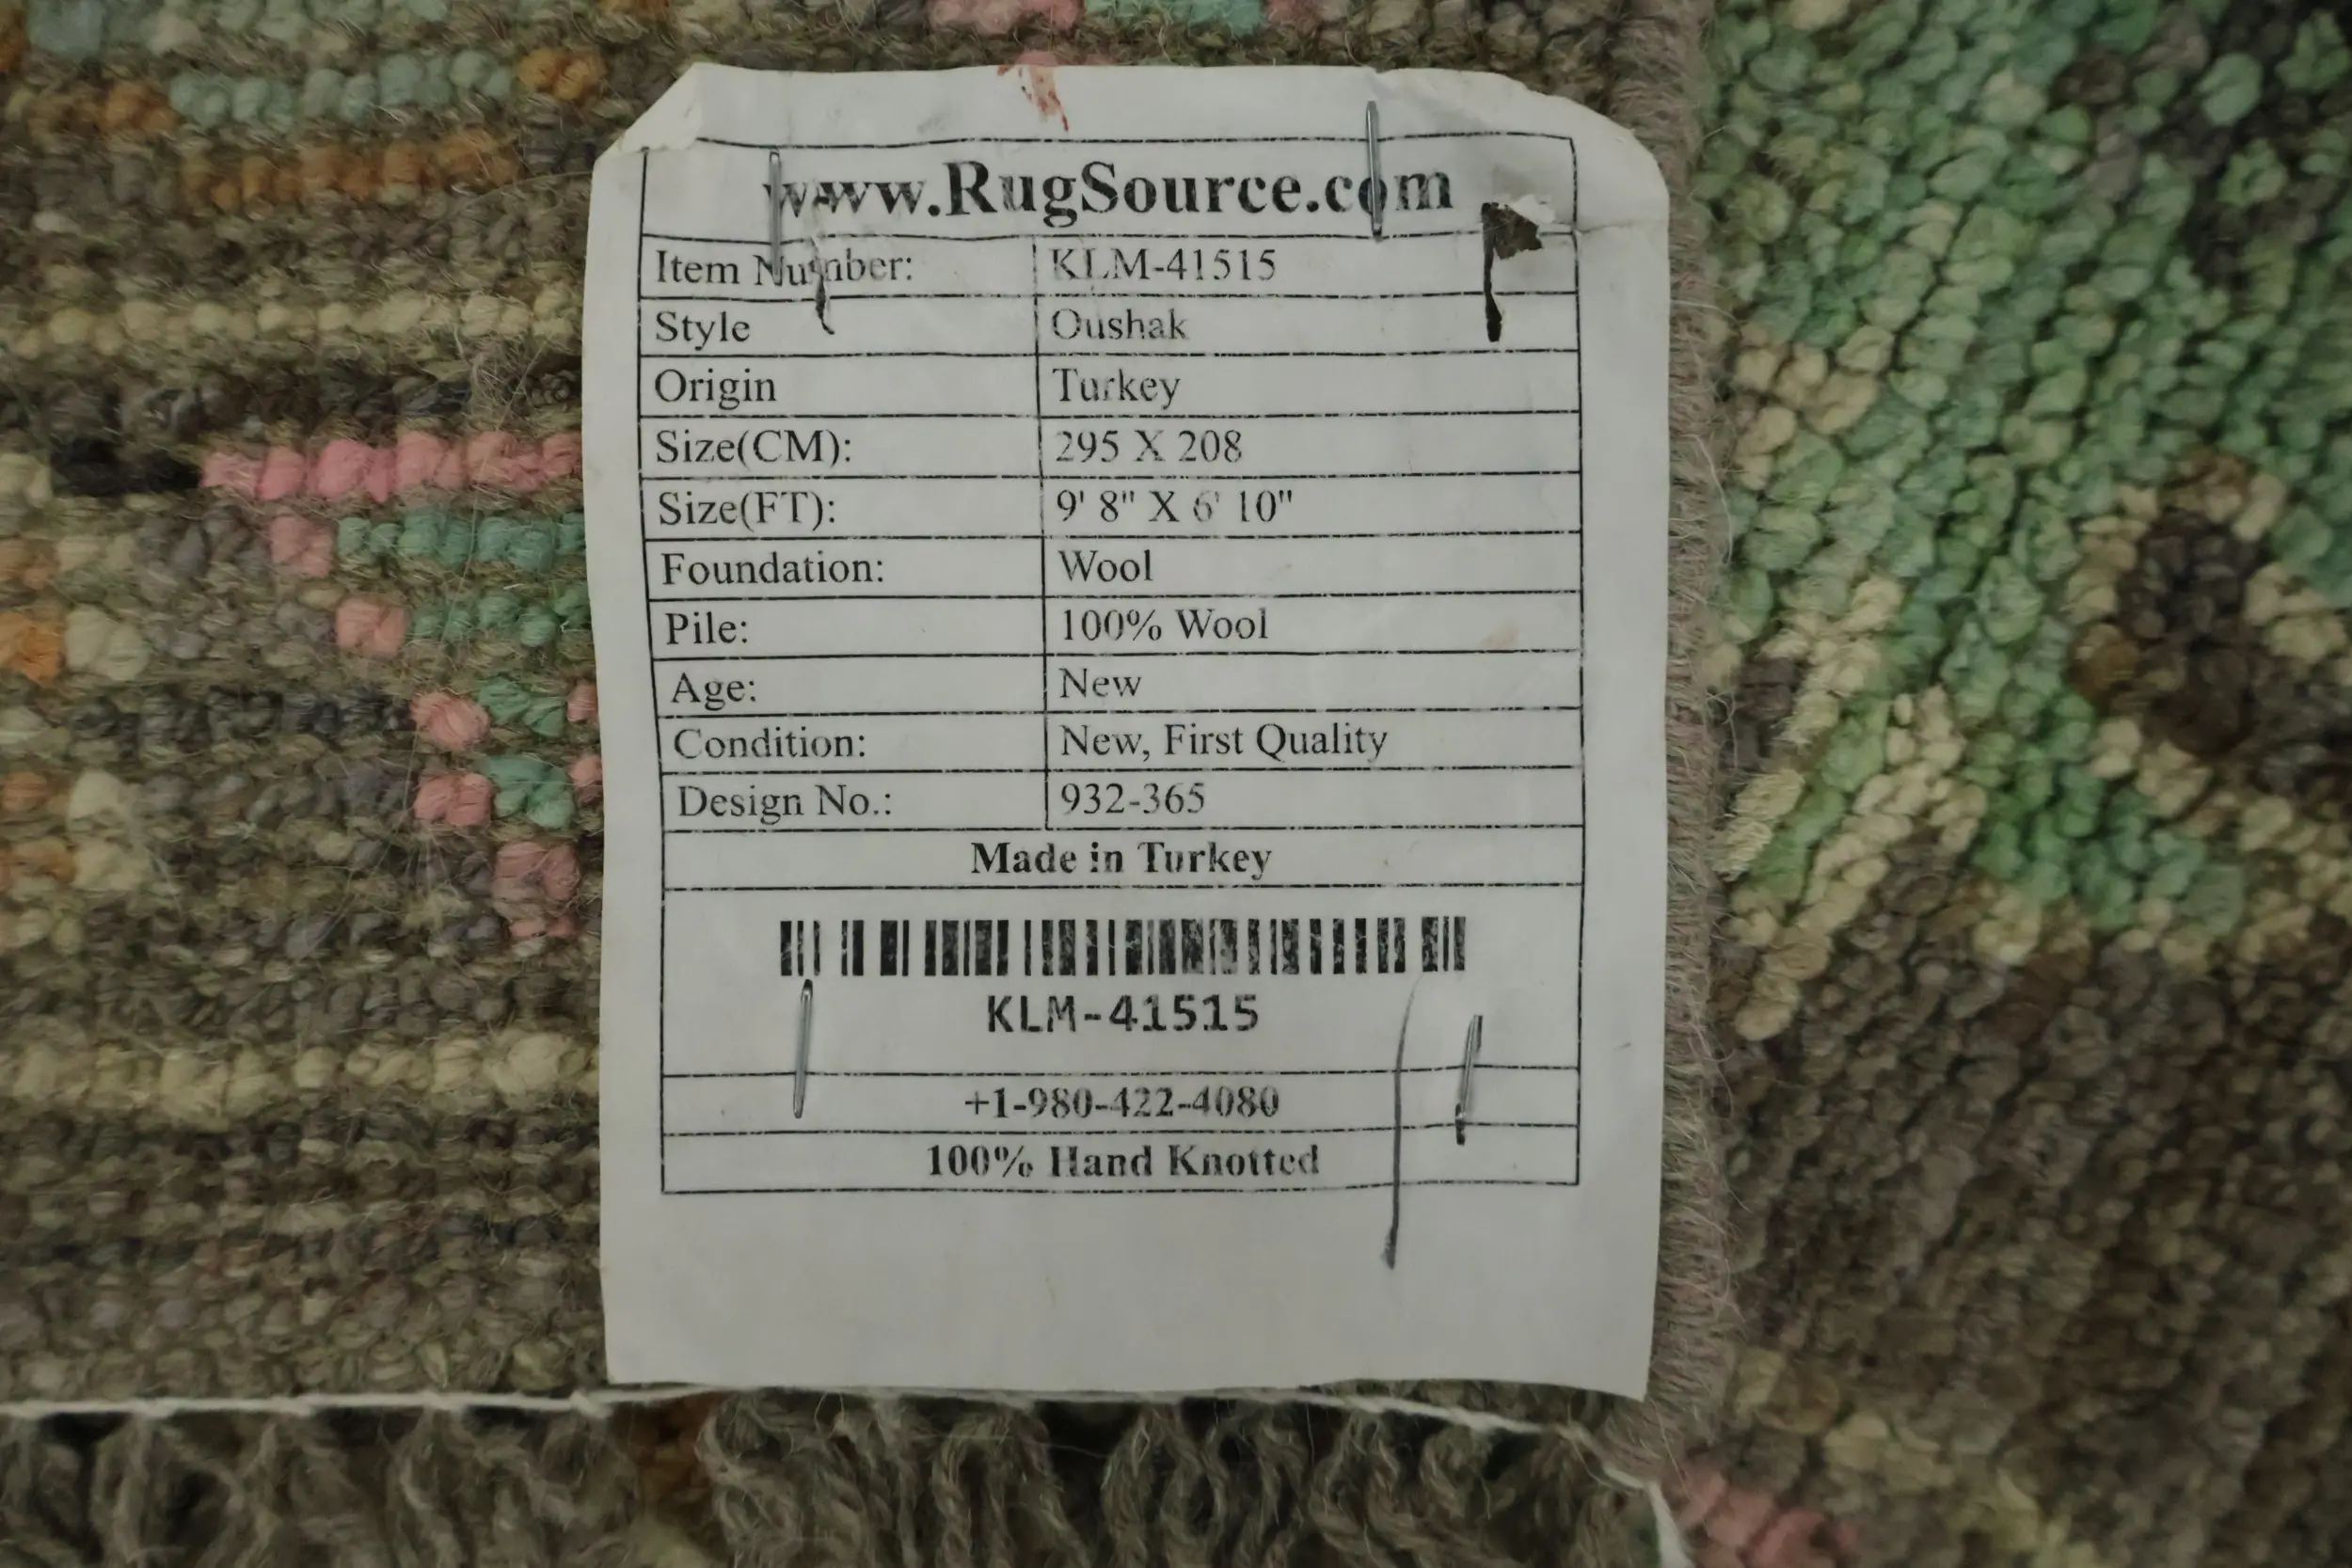 www.RugSource.com
Item Number: KLM-41515
Style Oushak
Origin Turkey
Size(CM): 295 X 208
Size(FT): 9' 8" X 6' 10"
Foundation: Wool
Pile: 100% Wool
Age: New
Condition: New, First Quality
Design No.: 932-365
Made in Turkey
KLM-41515
+1-980-422-4080
100% Hand Knotted